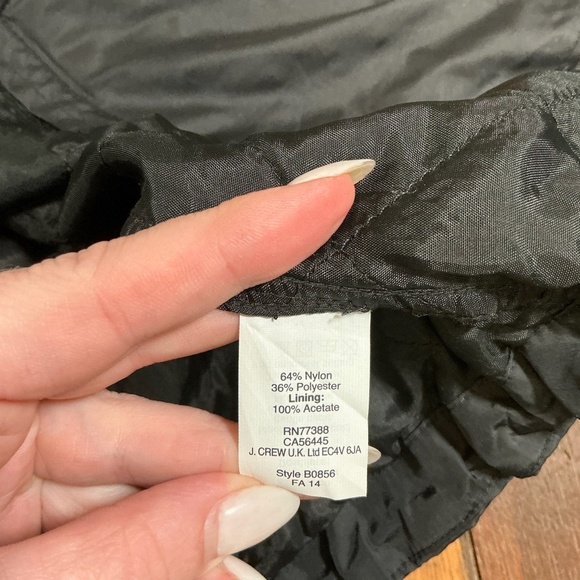 64% Nylon
36% Polyester
Lining:
100% Acetate
RN77388
CA56445
J. CREW U.K. Ltd EC4V 6JA
Style B0856
FA 14